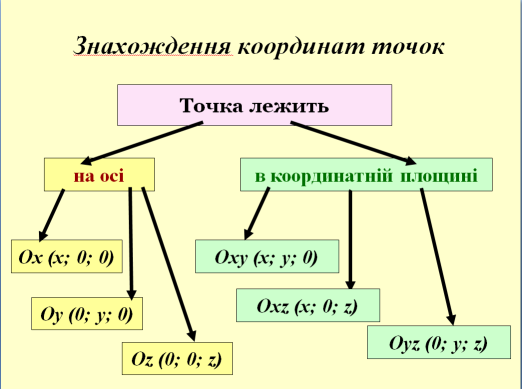 Знахождення координат точок
Точка лежить
на осі
в координатній площині
Ox (x; 0; 0)
Oy (0; y; 0)
Oz (0; 0; z)
Oxy (x; y; 0)
Oxz (x; 0; z)
Oyz (0; y; z)